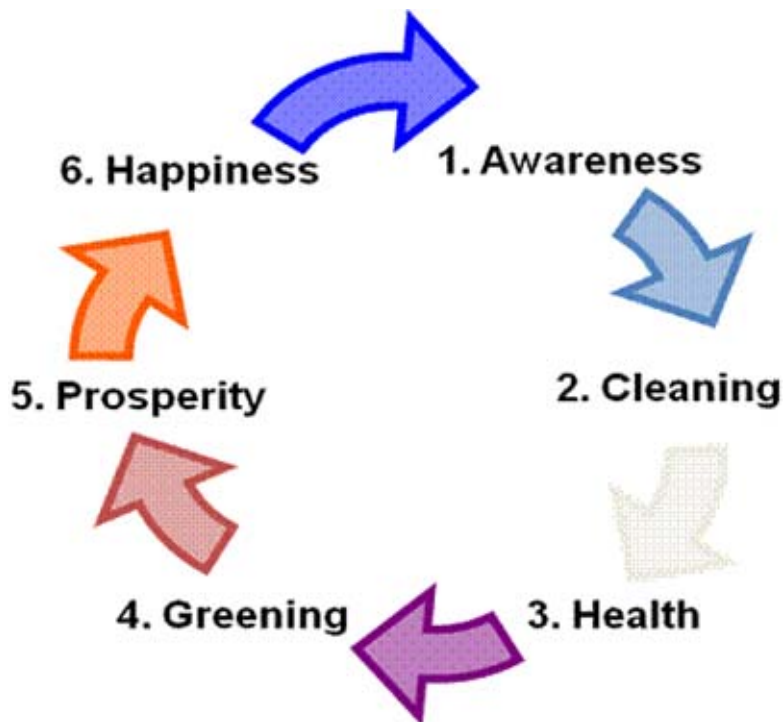 1. Awareness
2. Cleaning
3. Health
4. Greening
5. Prosperity
6. Happiness